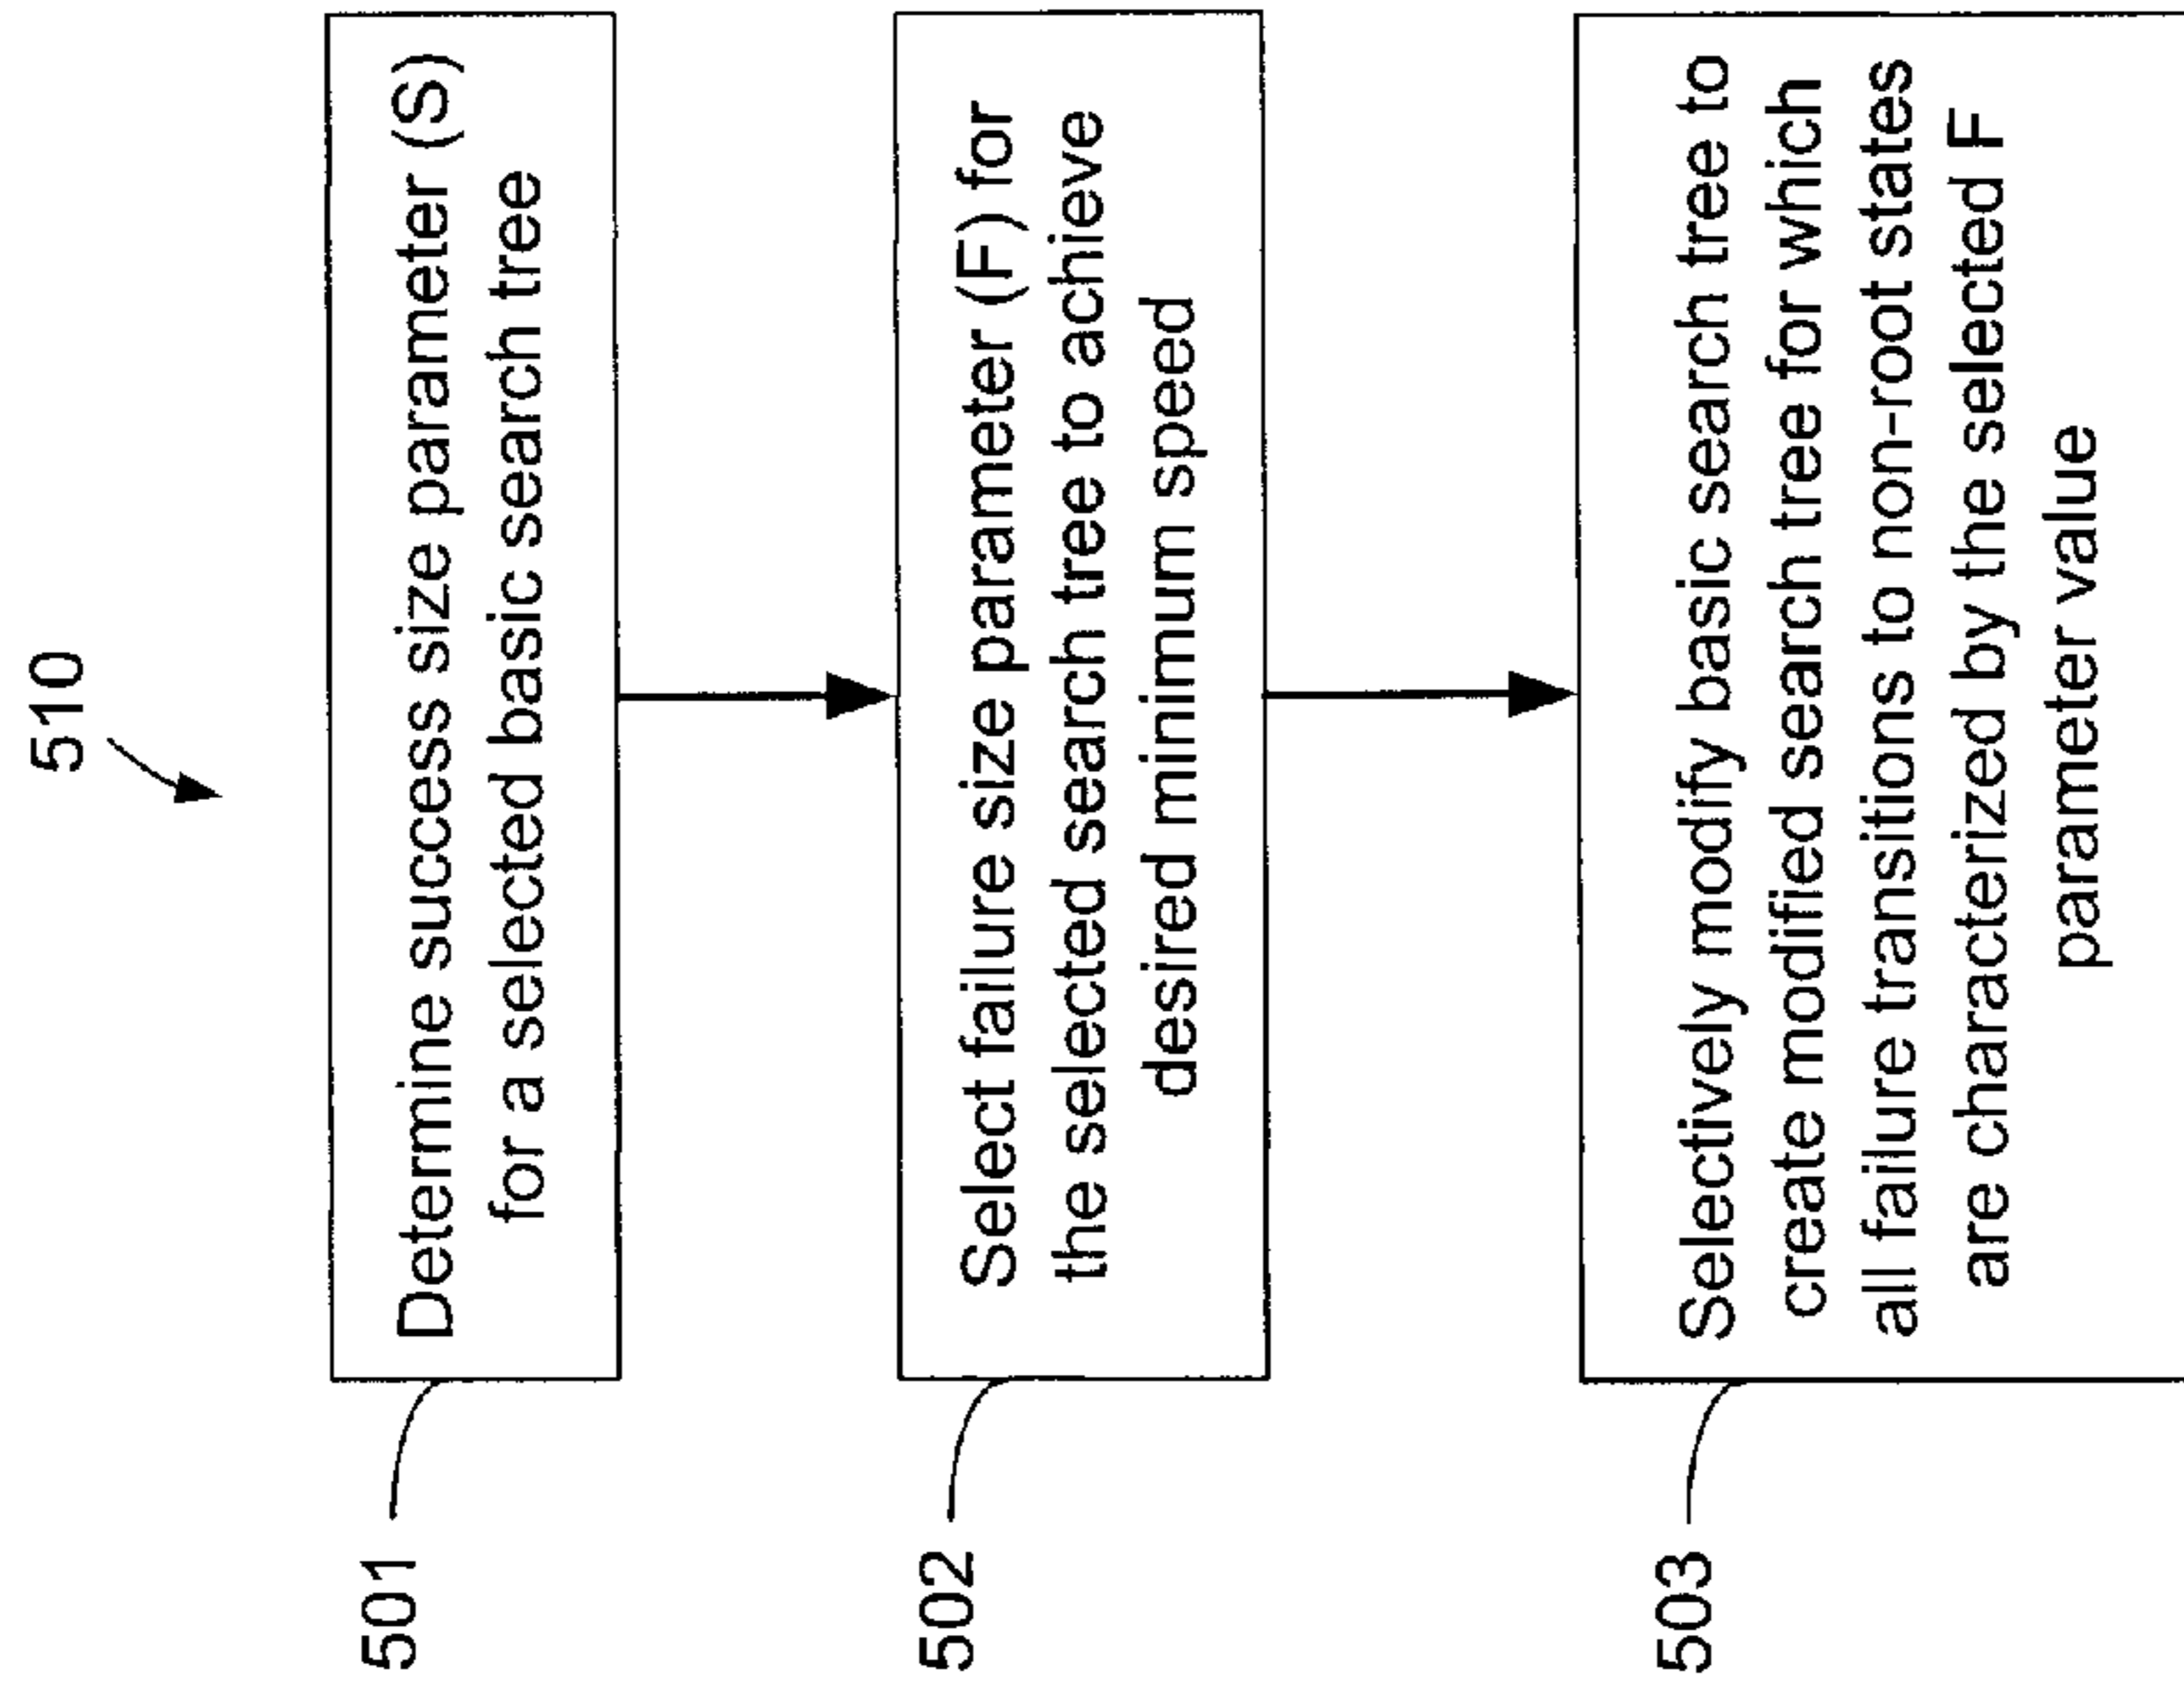 510
501
Determine success size parameter (S)
for a selected basic search tree
502
Select failure size parameter (F) for
the selected search tree to achieve
desired minimum speed
503
Selectively modify basic search tree to
create modified search tree for which
all failure transitions to non-root states
are characterized by the selected F
parameter value